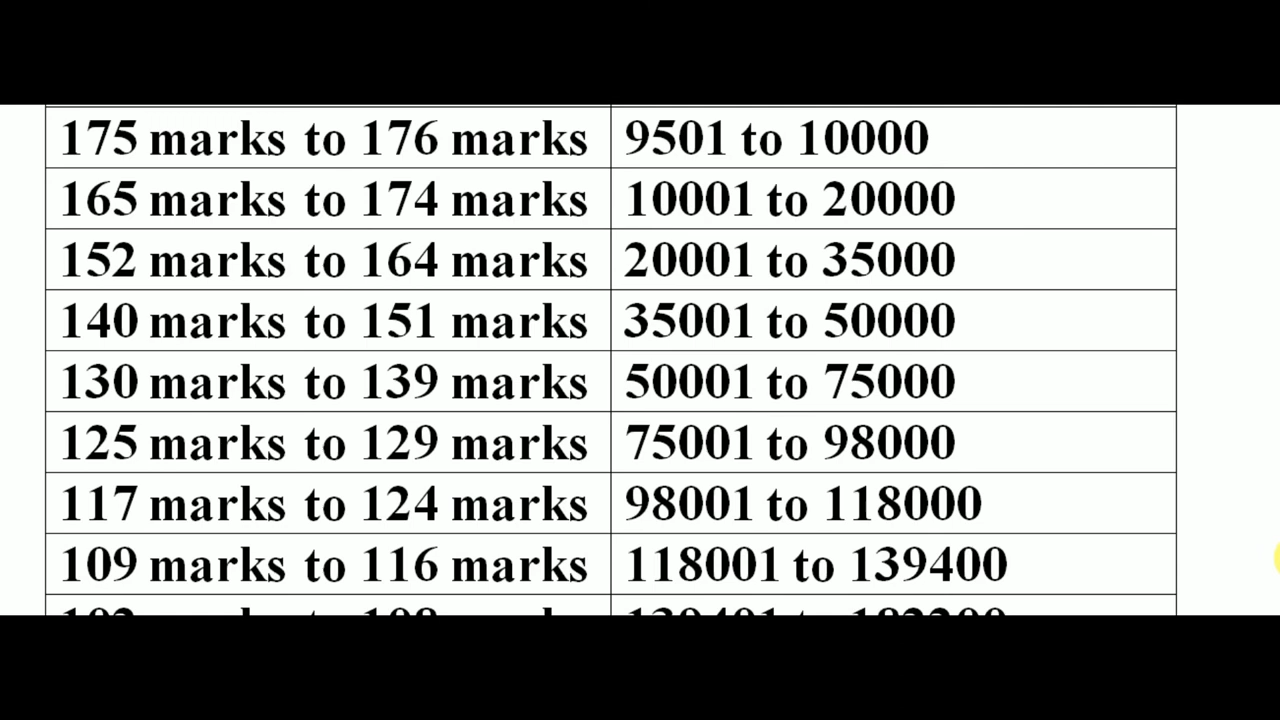 175 marks to 176 marks 9501 to 10000
165 marks to 174 marks 10001 to 20000
152 marks to 164 marks 20001 to 35000
140 marks to 151 marks 35001 to 50000
130 marks to 139 marks 50001 to 75000
125 marks to 129 marks 75001 to 98000
117 marks to 124 marks 98001 to 118000
109 marks to 116 marks 118001 to 139400